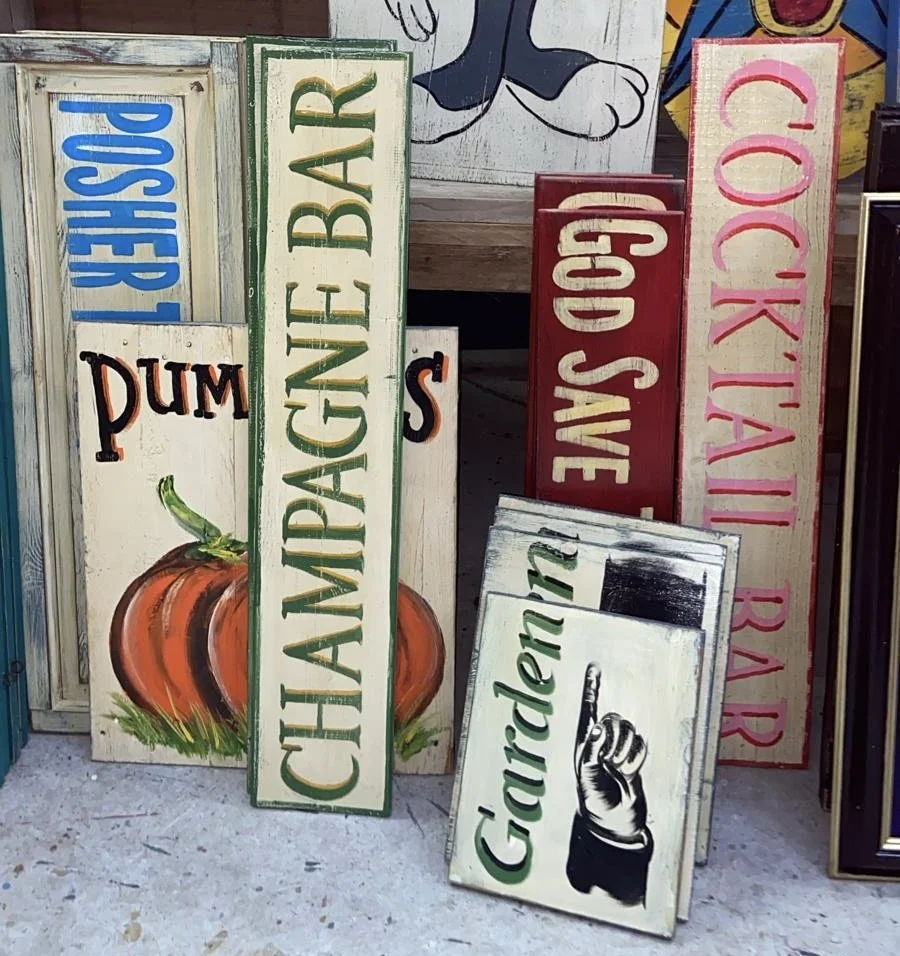 POSHER T
PUM S
CHAMPAGNE BAR
GOD SAVE
COCKTAIL BAR
Garden
n